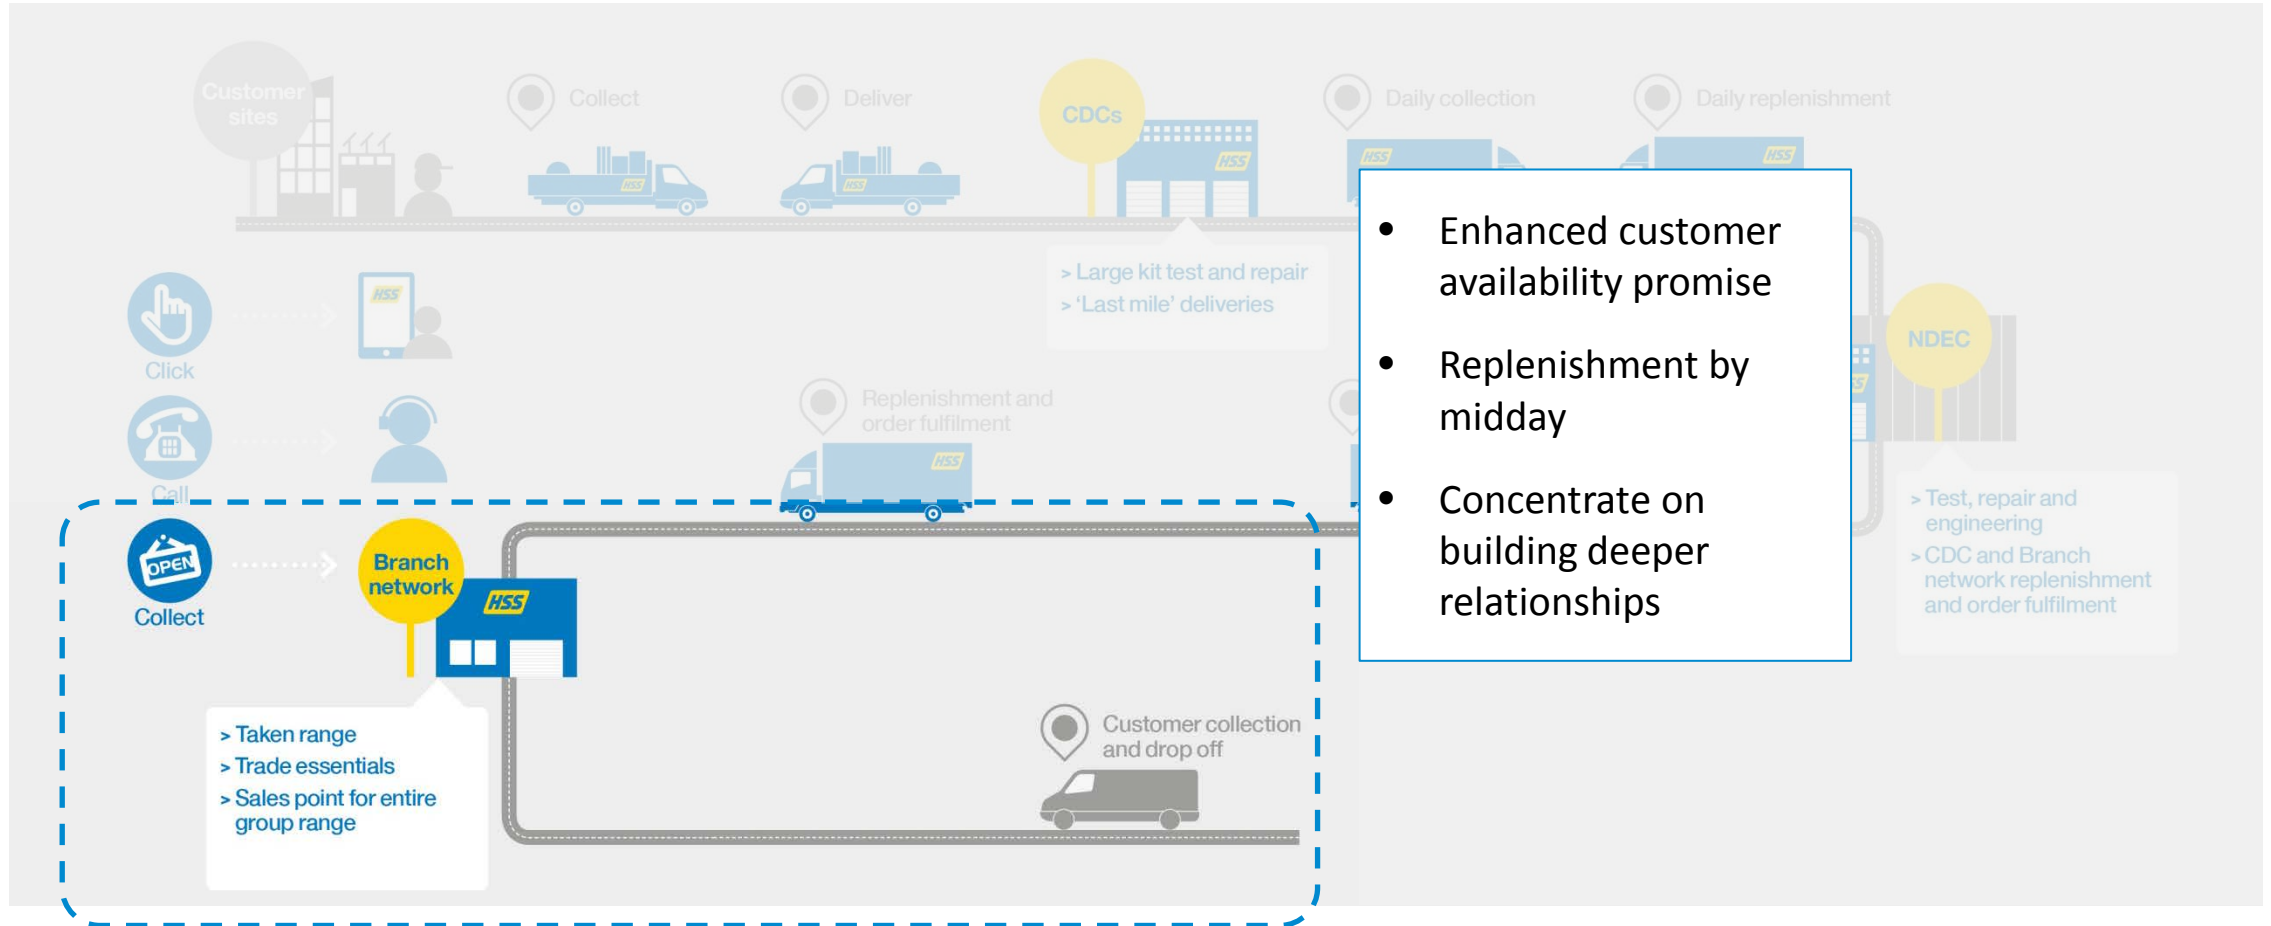 Customer
sites
Collect
Deliver
CDCs
Daily collection
Daily replenishment
HSS
HSS
HSS
HSS
HSS
> Large kit test and repair
> 'Last mile' deliveries
• Enhanced customer
availability promise
• Replenishment by
midday
• Concentrate on
building deeper
relationships
HSS
Click
NDEC
Replenishment and
order fulfilment
HSS
Call
> Test, repair and
engineering
> CDC and Branch
network replenishment
and order fulfilment
OPEN
Collect
Branch
network
HSS
> Taken range
> Trade essentials
> Sales point for entire
group range
Customer collection
and drop off